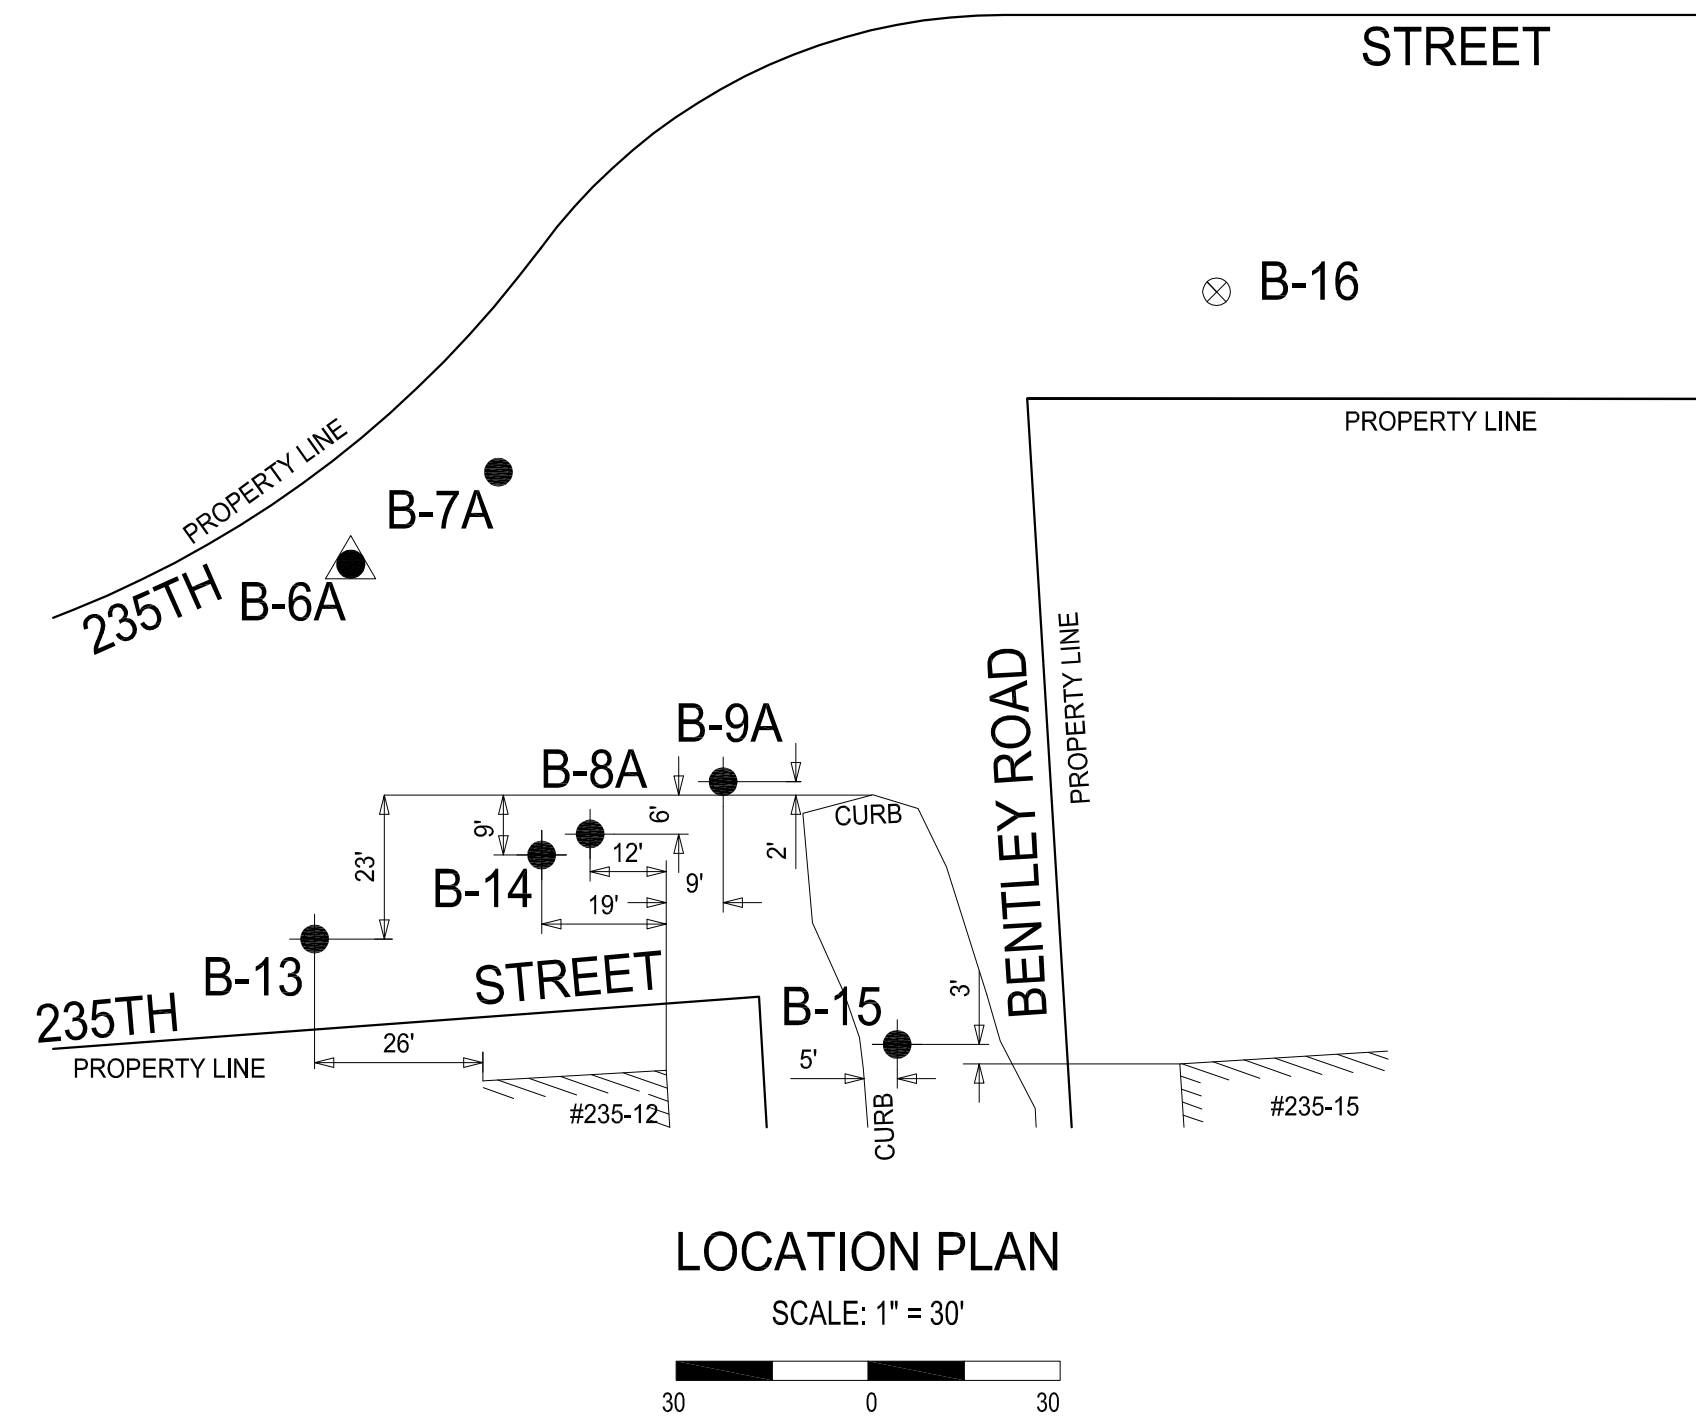 STREET
B-16
PROPERTY LINE
PROPERTY LINE
B-7A
235TH
B-6A
PROPERTY LINE
BENTLEY ROAD
B-9A
B-8A
CURB
6'
9'
2'
23'
12'
9'
B-14
19'
B-13
STREET
3'
B-15
235TH
26'
5'
PROPERTY LINE
#235-12
CURB
#235-15
LOCATION PLAN
SCALE: 1" = 30'
30 0 30